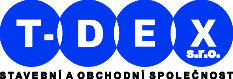 T-DEX
s.r.o.
STAVEBNÍ A OBCHODNÍ SPOLEČNOST